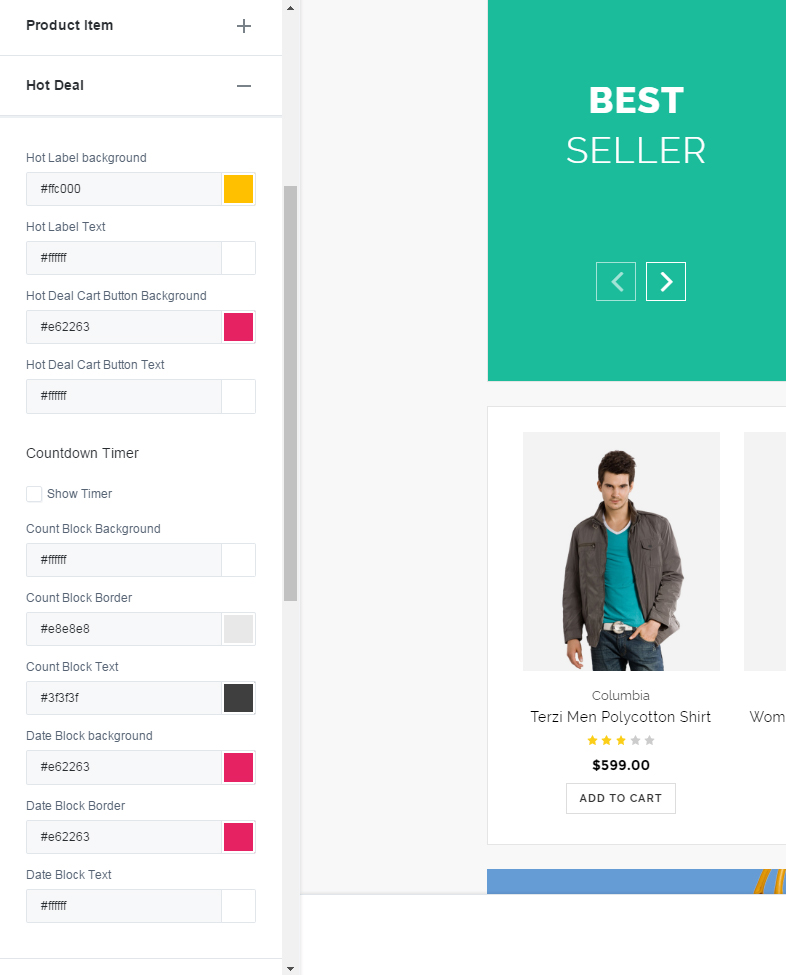 Product Item
Hot Deal
Hot Label background
#ffc000
Hot Label Text
#ffffff
Hot Deal Cart Button Background
#e62263
Hot Deal Cart Button Text
#ffffff
Countdown Timer
Show Timer
Count Block Background
#ffffff
Count Block Border
#e8e8e8
Count Block Text
#3f3f3f
Date Block background
#e62263
Date Block Border
#e62263
Date Block Text
#ffffff
BEST
SELLER
Columbia
Terzi Men Polycotton Shirt
Wom
$599.00
ADD TO CART